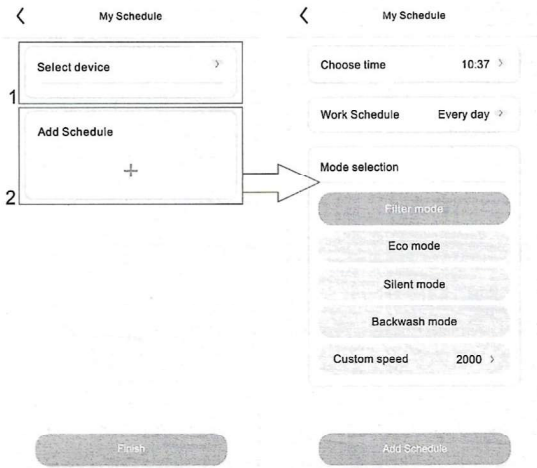 My Schedule
Select device
1
Add Schedule
2
Finish
My Schedule
Choose time 10:37
Work Schedule Every day
Mode selection
Filter mode
Eco mode
Silent mode
Backwash mode
Custom speed 2000
Add Schedule